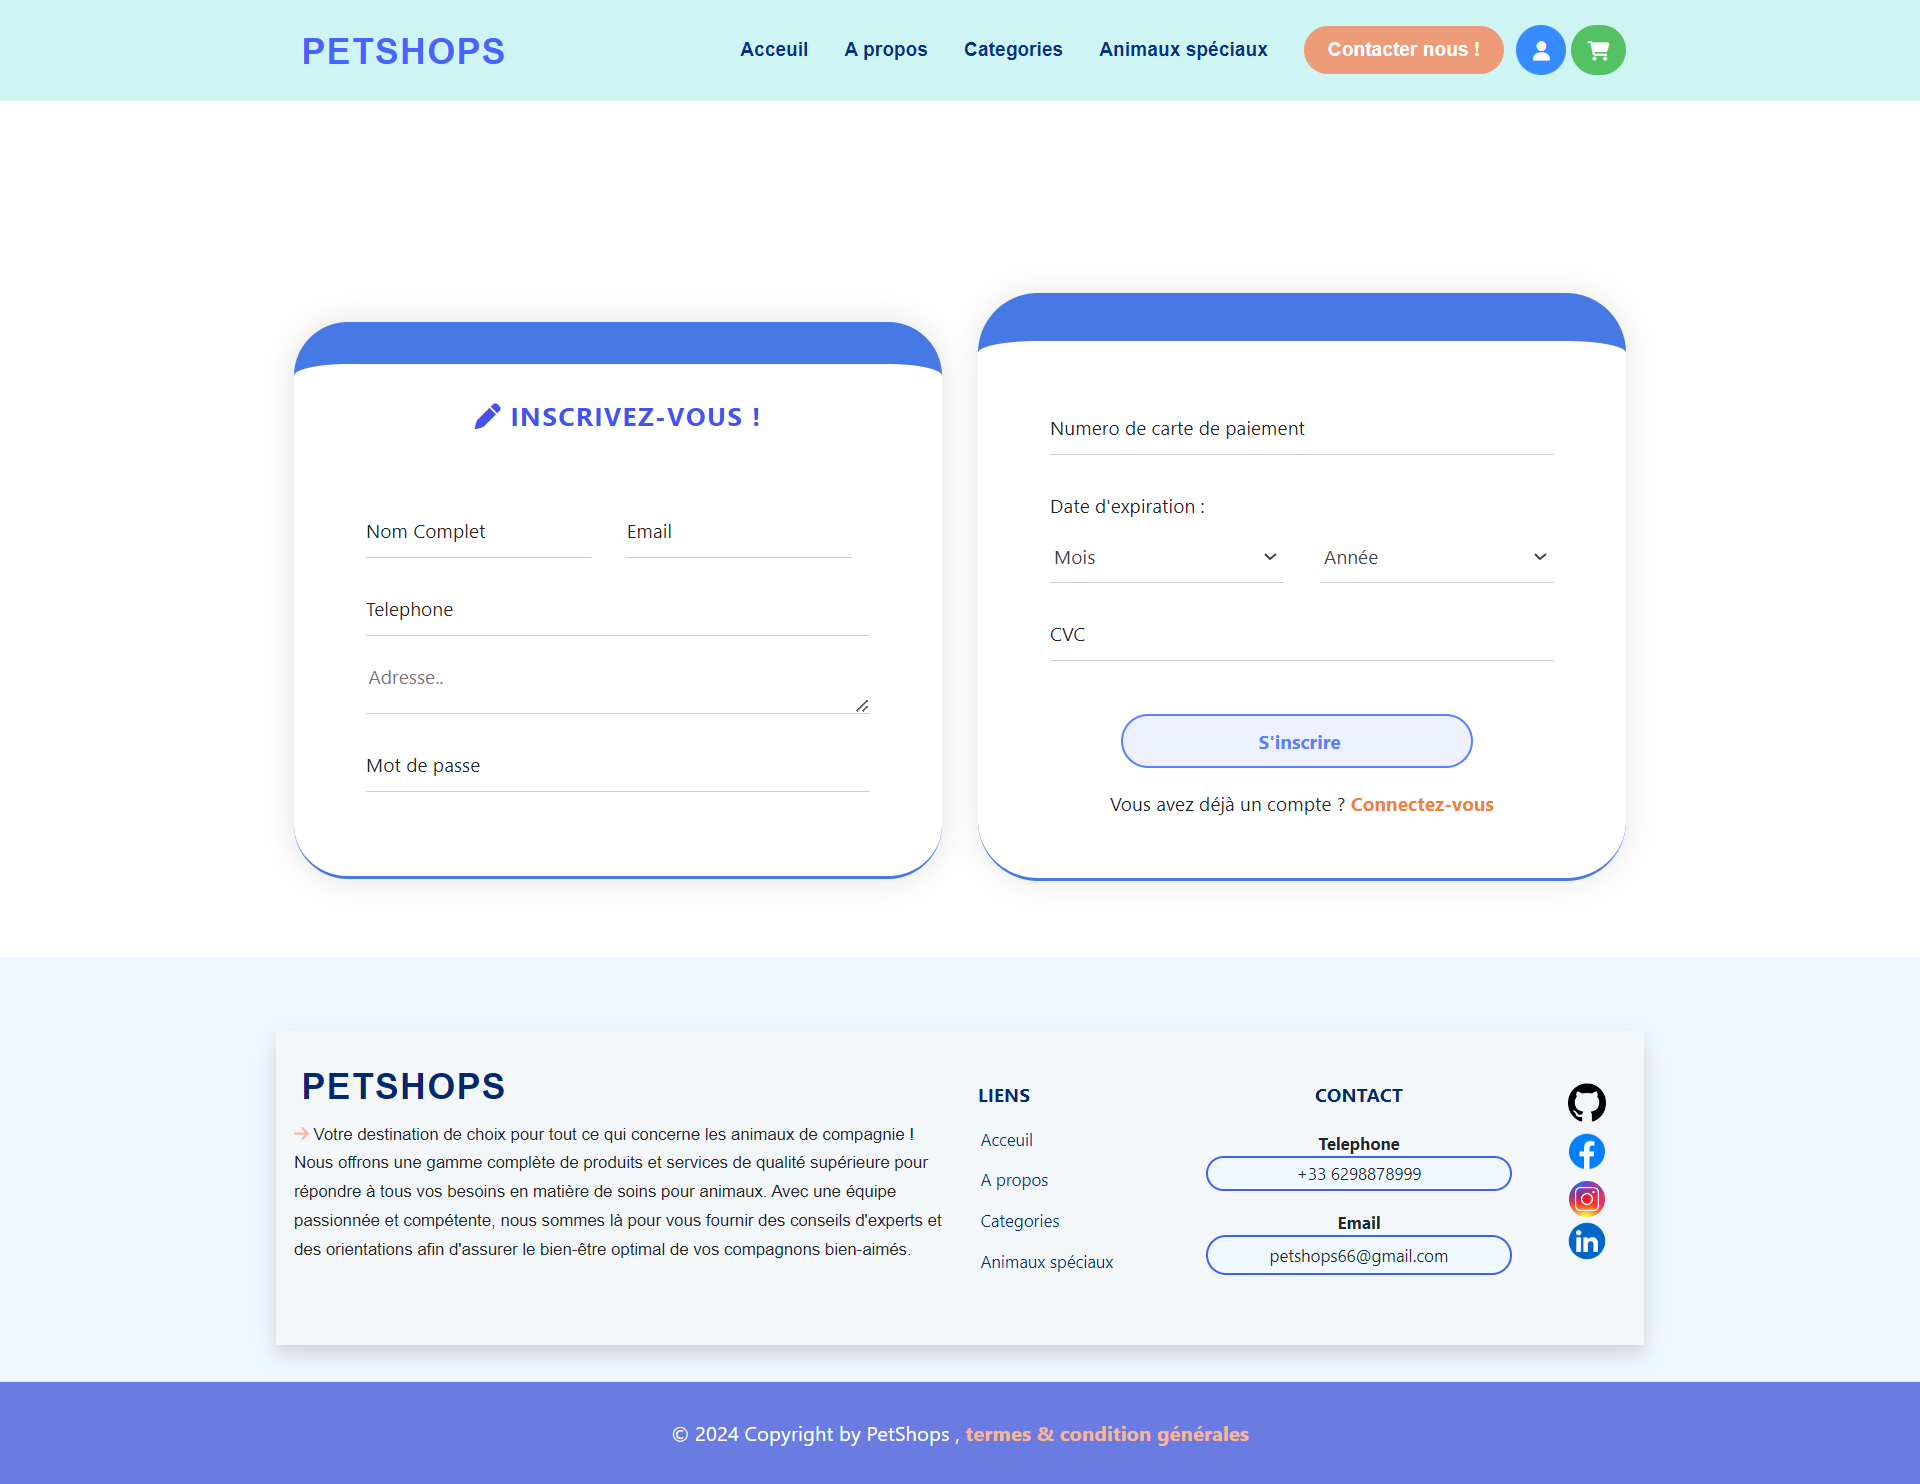 PETSHOPS
Acceuil
A propos
Categories
Animaux spéciaux
Contacter nous !
INSCRIVEZ-VOUS !
Nom Complet
Email
Telephone
Adresse..
Mot de passe
Numero de carte de paiement
Date d'expiration :
Mois
Année
CVC
S'inscrire
Vous avez déjà un compte ? Connectez-vous
PETSHOPS
Votre destination de choix pour tout ce qui concerne les animaux de compagnie !
Nous offrons une gamme complète de produits et services de qualité supérieure pour
répondre à tous vos besoins en matière de soins pour animaux. Avec une équipe
passionnée et compétente, nous sommes là pour vous fournir des conseils d'experts et
des orientations afin d'assurer le bien-être optimal de vos compagnons bien-aimés.
LIENS
Acceuil
A propos
Categories
Animaux spéciaux
CONTACT
Telephone
+33 6298878999
Email
petshops66@gmail.com
in
© 2024 Copyright by PetShops , termes & condition générales